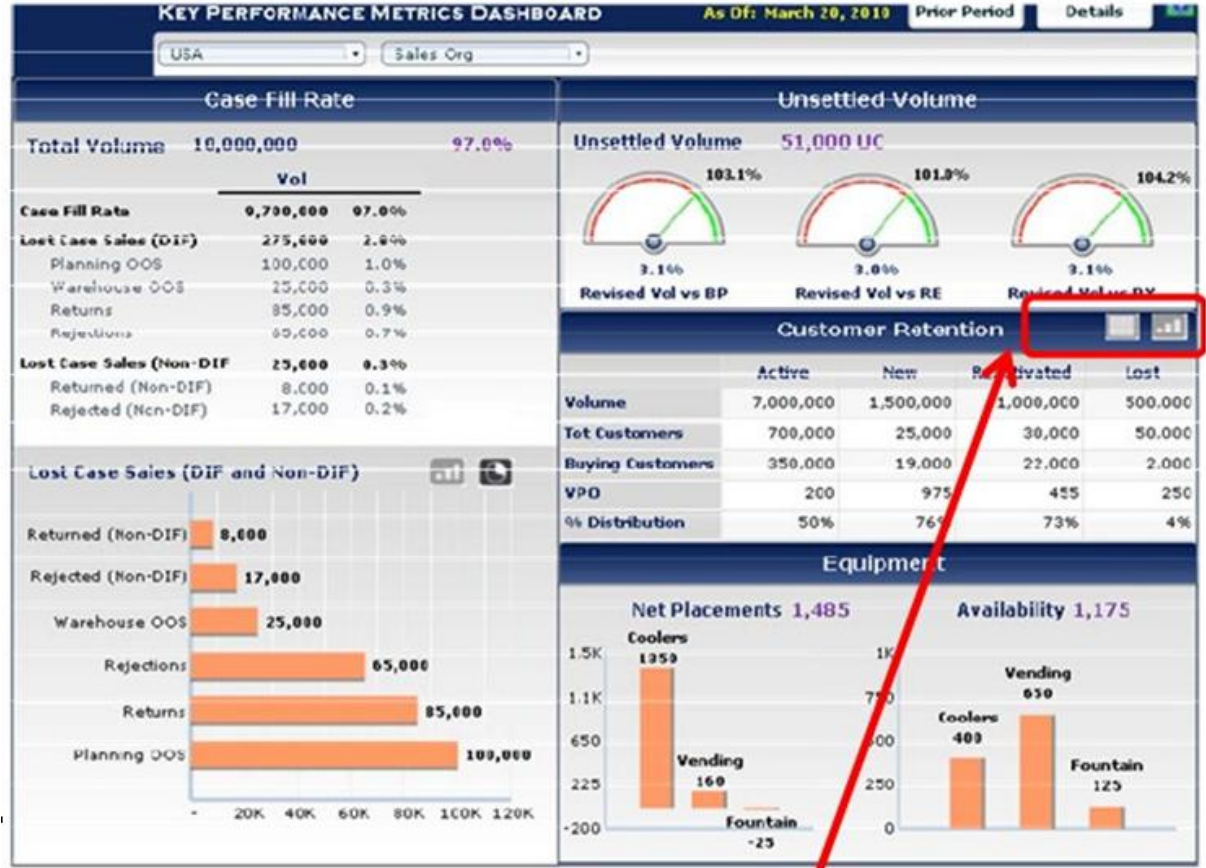 KEY PERFORMANCE METRICS DASHBOARD As Of: March 20, 2010 Prior Period Details
USA Sales Org
Case Fill Rate
Total Volume 10,000,000 97.0%
Vol
Case Fill Rate 9,700,000 97.0%
Lost Case Sales (DIF) 275,000 2.8%
Planning OOS 100,000 1.0%
Warehouse OOS 25,000 0.3%
Returns 85,000 0.9%
Rejections 65,000 0.7%
Lost Case Sales (Non-DIF 25,000 0.3%
Returned (Non-DIF) 8,000 0.1%
Rejected (Non-DIF) 17,000 0.2%
Lost Case Sales (DIF and Non-DIF)
Returned (Non-DIF) 8,000
Rejected (Non-DIF) 17,000
Warehouse OOS 25,000
Rejections 65,000
Returns 85,000
Planning OOS 100,000
- 20K 40K 60K 80K 100K 120K
Unsettled Volume
Unsettled Volume 51,000 UC
103.1% 101.0% 104.2%
3.1% 3.0% 3.1%
Revised Vol vs BP Revised Vol vs RE Revised Vol vs PY
Customer Retention
Active New Lost
Volume 7,000,000 1,500,000 1,000,000 500.000
Tot Customers 700,000 25,000 30,000 50.000
Buying Customers 350.000 19.000 22.000 2.000
VPO 200 975 455 250
% Distribution 50% 76% 73% 4%
Equipment
Net Placements 1,485 Availability 1,175
Coolers
1350
Vending
160
Fountain
-25
1.5K
1.1K
650
225
-200
Vending
650
Coolers
400
Fountain
125
1K
750
500
250
0